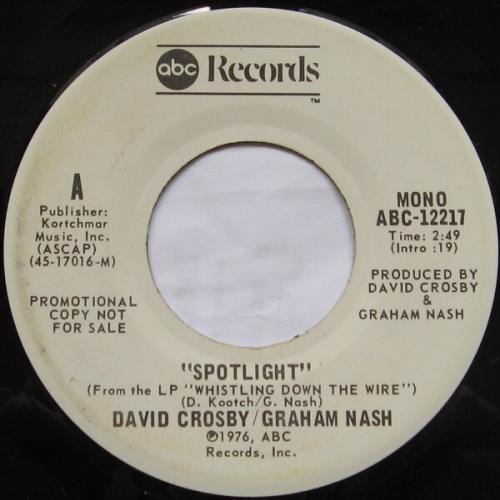 abc Records
TM
A
Publisher:
Kortchmar
Music, Inc.
(ASCAP)
(45-17016-M)
PROMOTIONAL
COPY NOT
FOR SALE
MONO
ABC-12217
Time: 2:49
(Intro :19)
PRODUCED BY
DAVID CROSBY
&
GRAHAM NASH
"SPOTLIGHT"
(From the LP "WHISTLING DOWN THE WIRE")
(D. Kootch/G. Nash)
DAVID CROSBY/GRAHAM NASH
℗1976, ABC
Records, Inc.